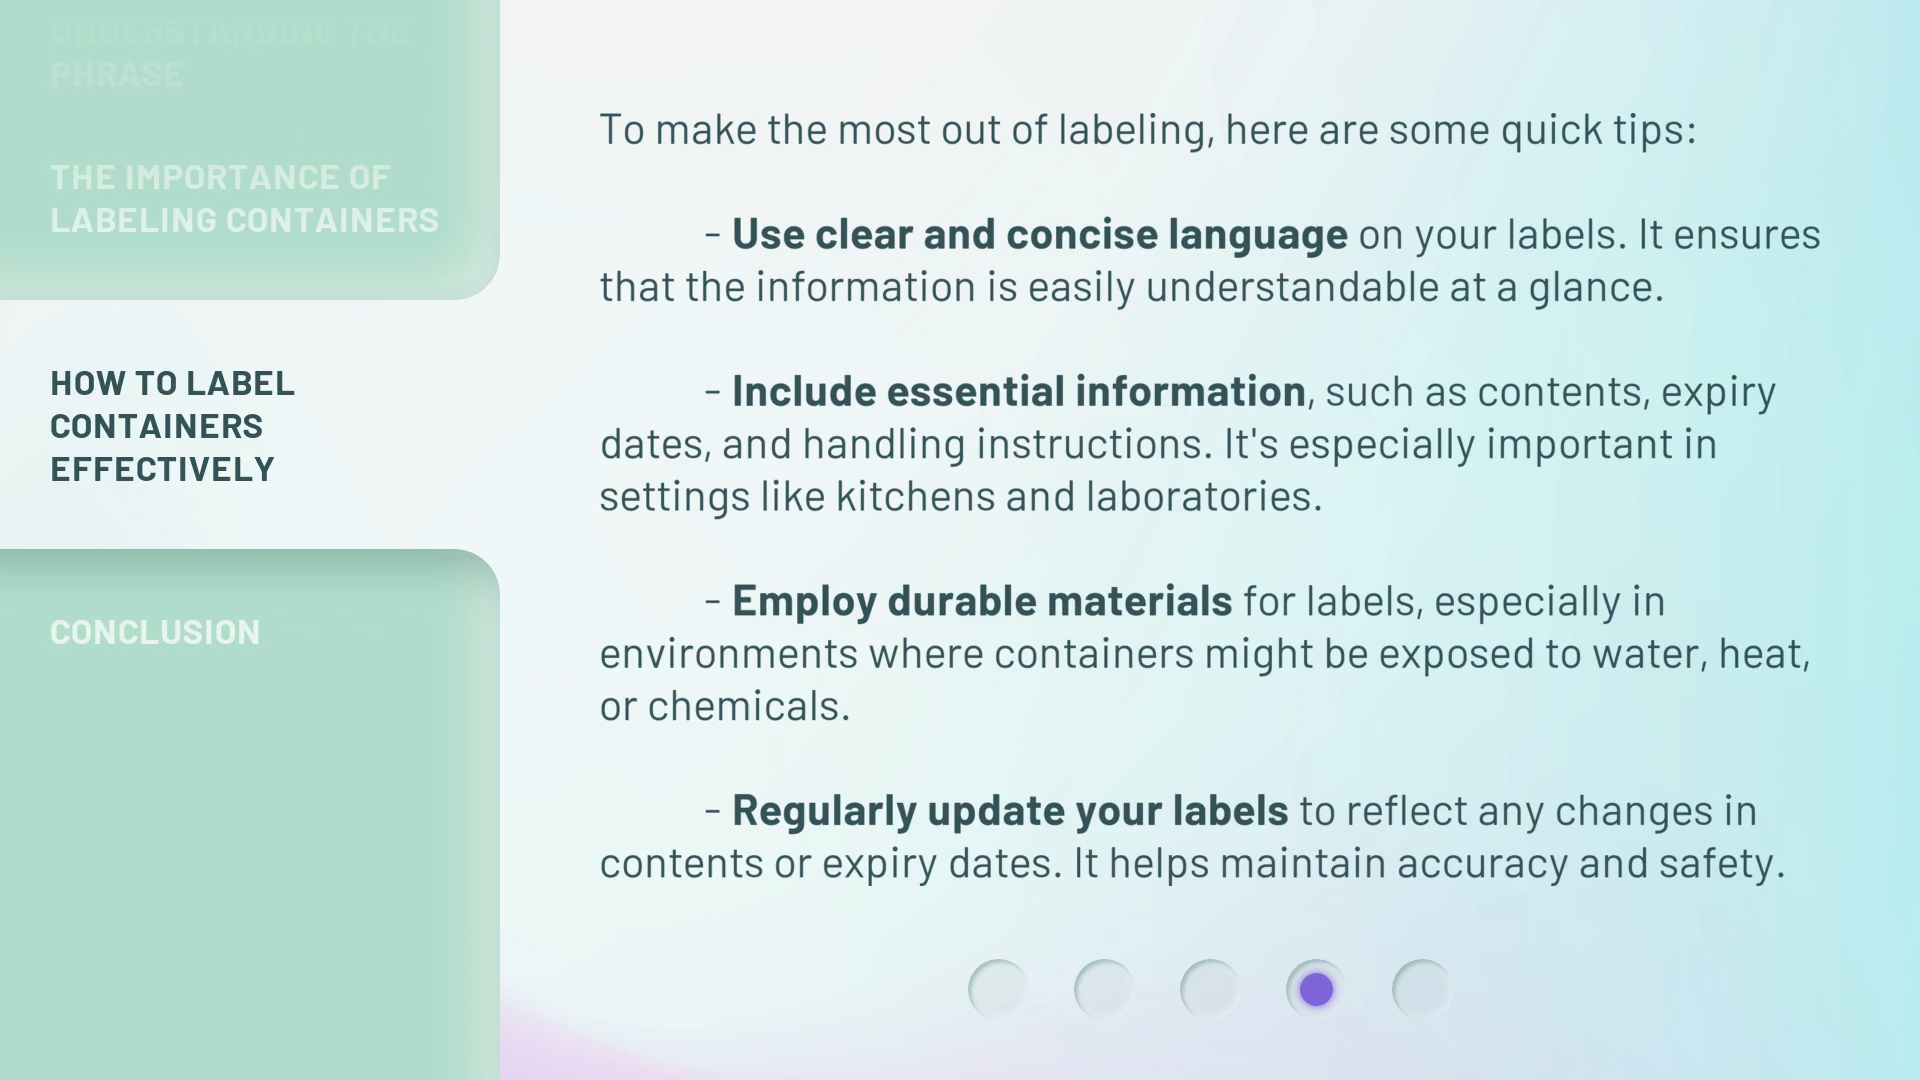 UNDERSTANDING THE
PHRASE
THE IMPORTANCE OF
LABELING CONTAINERS
HOW TO LABEL
CONTAINERS
EFFECTIVELY
CONCLUSION
To make the most out of labeling, here are some quick tips:
- Use clear and concise language on your labels. It ensures
that the information is easily understandable at a glance.
- Include essential information, such as contents, expiry
dates, and handling instructions. It's especially important in
settings like kitchens and laboratories.
- Employ durable materials for labels, especially in
environments where containers might be exposed to water, heat,
or chemicals.
- Regularly update your labels to reflect any changes in
contents or expiry dates. It helps maintain accuracy and safety.